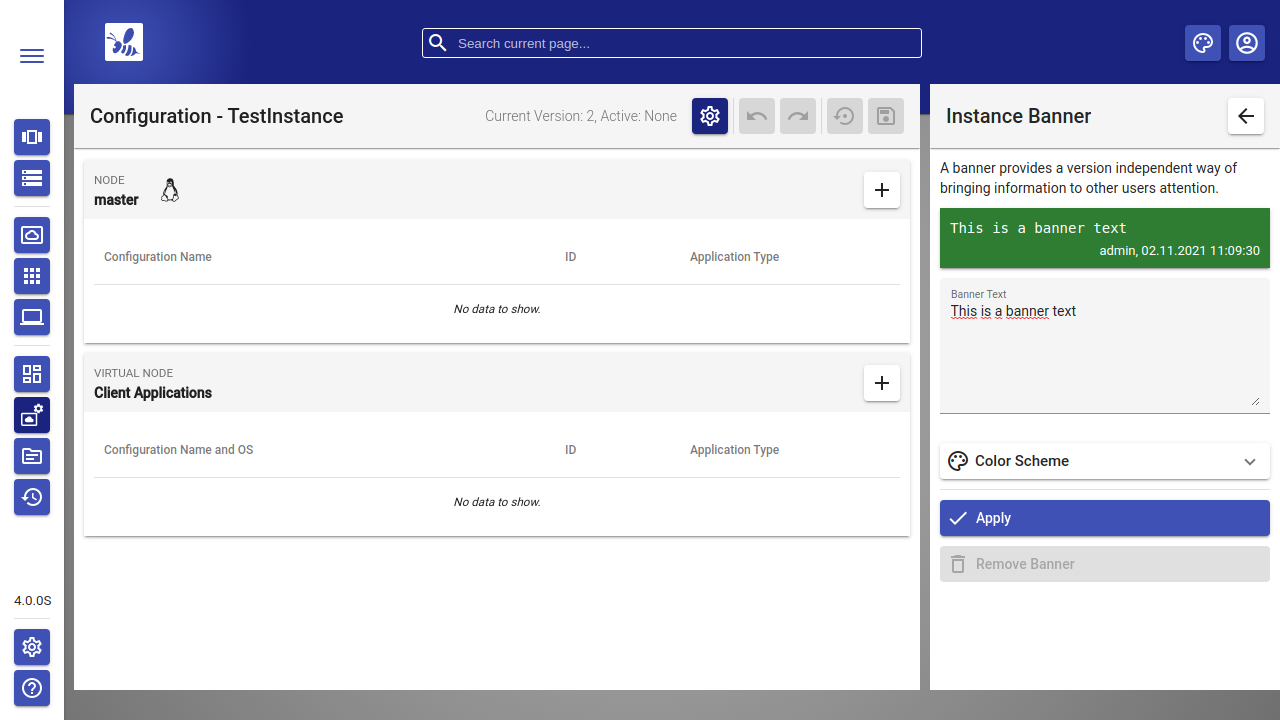 Search current page...
Configuration - TestInstance
Current Version: 2, Active: None
NODE
master
Configuration Name ID Application Type
No data to show.
VIRTUAL NODE
Client Applications
Configuration Name and OS ID Application Type
No data to show.
4.0.0S
Instance Banner
A banner provides a version independent way of
bringing information to other users attention.
This is a banner text
admin, 02.11.2021 11:09:30
Banner Text
This is a banner text
Color Scheme
Apply
Remove Banner